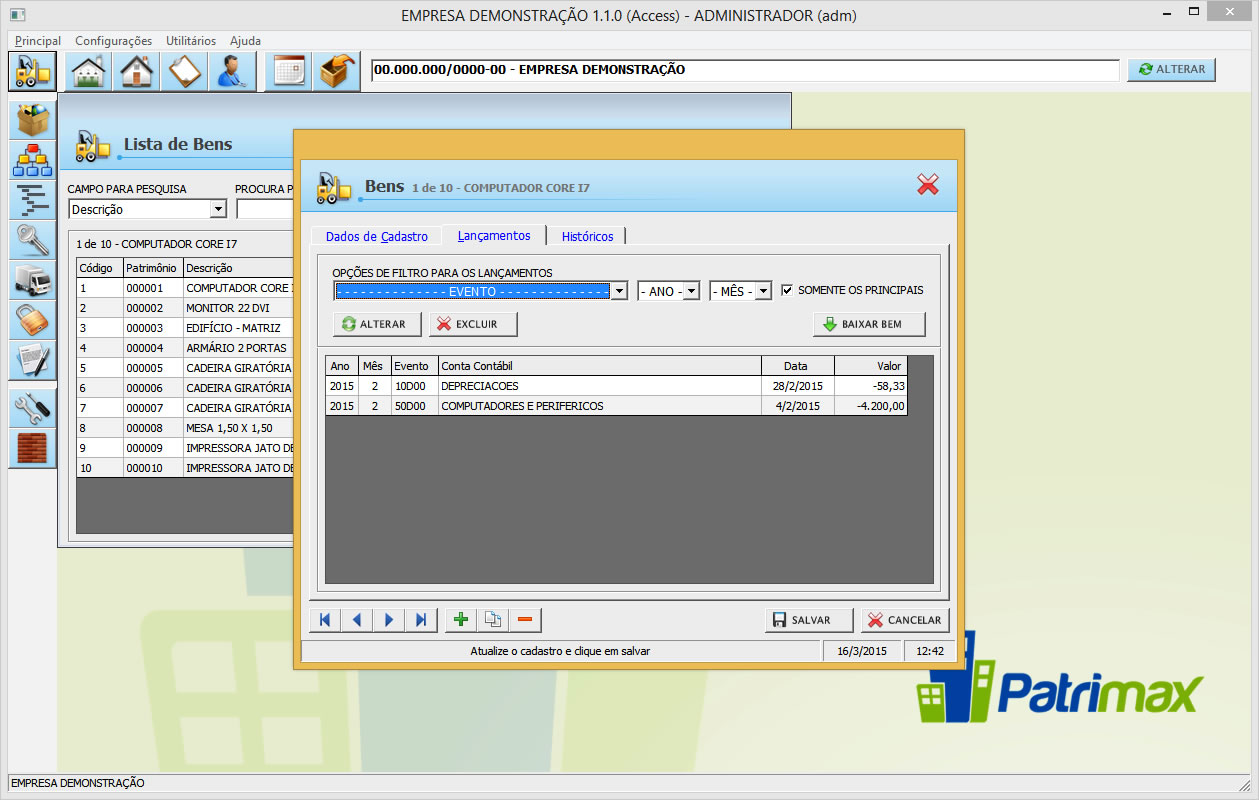 EMPRESA DEMONSTRAÇÃO 1.1.0 (Access) - ADMINISTRADOR (adm)
Principal Configurações Utilitários Ajuda
00.000.000/0000-00 - EMPRESA DEMONSTRAÇÃO ALTERAR
Lista de Bens
CAMPO PARA PESQUISA PROCURA P
Descrição
1 de 10 - COMPUTADOR CORE I7
Código Patrimônio Descrição
1 000001 COMPUTADOR CORE I
2 000002 MONITOR 22 DVI
3 000003 EDIFÍCIO - MATRIZ
4 000004 ARMÁRIO 2 PORTAS
5 000005 CADEIRA GIRATÓRIA
6 000006 CADEIRA GIRATÓRIA
7 000007 CADEIRA GIRATÓRIA
8 000008 MESA 1,50 X 1,50
9 000009 IMPRESSORA JATO DE
10 000010 IMPRESSORA JATO DE
Bens 1 de 10 - COMPUTADOR CORE I7
Dados de Cadastro Lançamentos Históricos
OPÇÕES DE FILTRO PARA OS LANÇAMENTOS
- - - - - - - - - - - - - - EVENTO - - - - - - - - - - - - - - - ANO - - MÊS - SOMENTE OS PRINCIPAIS
ALTERAR EXCLUIR BAIXAR BEM
Ano Mês Evento Conta Contábil Data Valor
2015 2 10D00 DEPRECIACOES 28/2/2015 -58,33
2015 2 50D00 COMPUTADORES E PERIFERICOS 4/2/2015 -4.200,00
SALVAR CANCELAR
Atualize o cadastro e clique em salvar 16/3/2015 12:42
Patrimax
EMPRESA DEMONSTRAÇÃO